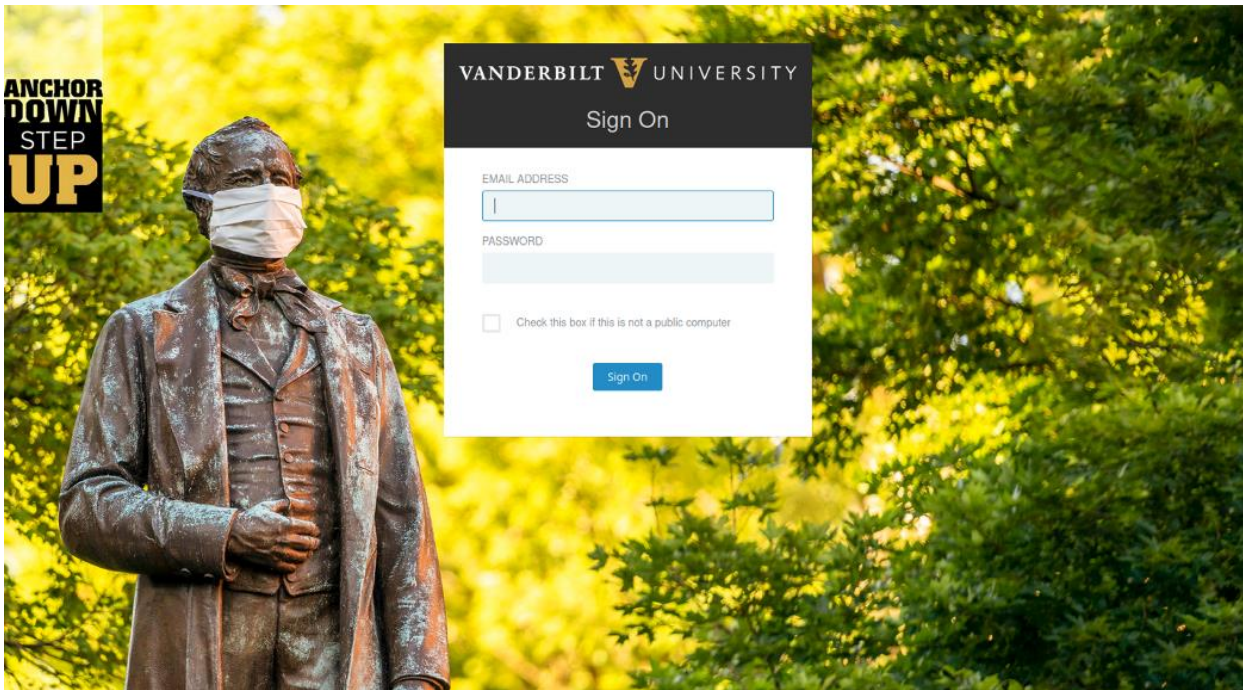 ANCHOR
DOWN
STEP
UP
VANDERBILT V UNIVERSITY
Sign On
EMAIL ADDRESS
PASSWORD
Check this box if this is not a public computer
Sign On